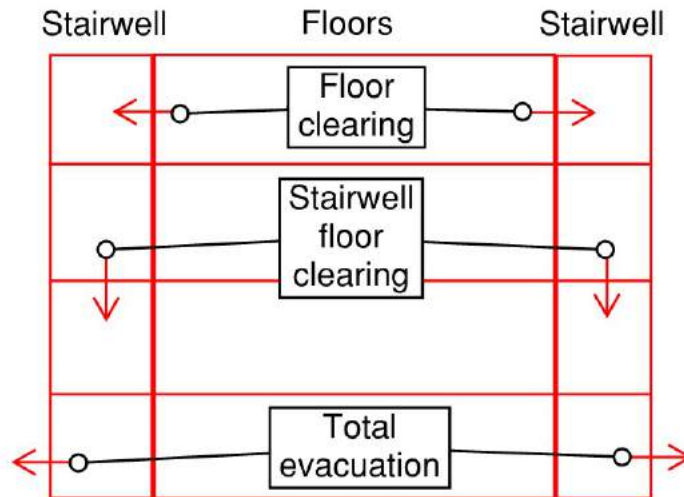 Stairwell Floors Stairwell
Floor
clearing
Stairwell
floor
clearing
Total
evacuation